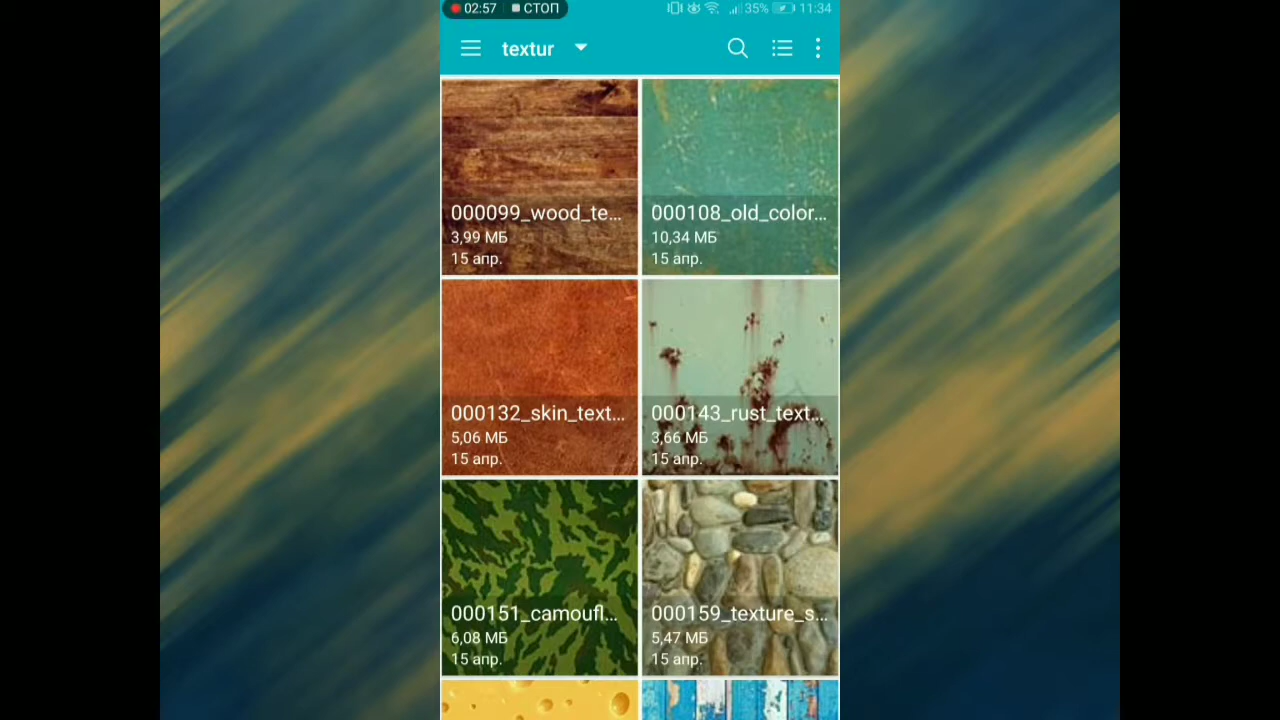 02:57 СТОП 35% 11:34
textur
000099_wood_te...
3,99 МБ
15 апр.
000108_old_color...
10,34 МБ
15 апр.
000132_skin_text...
5,06 МБ
15 апр.
000143_rust_text...
3,66 МБ
15 апр.
000151_camoufl...
6,08 МБ
15 апр.
000159_texture_s...
5,47 МБ
15 апр.